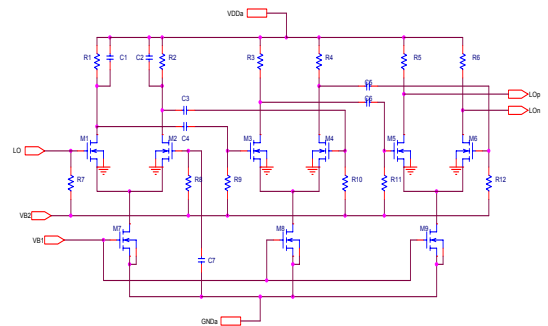 VDDa
R1 C1 C2 R2 R3 R4 R5 R6
C5
LOp
C6
C3
LOn
M1 M2 C4 M3 M4 M5 M6
LO
R7 R8 R9 R10 R11 R12
VB2
M7 M8 M9
VB1
C7
GNDa